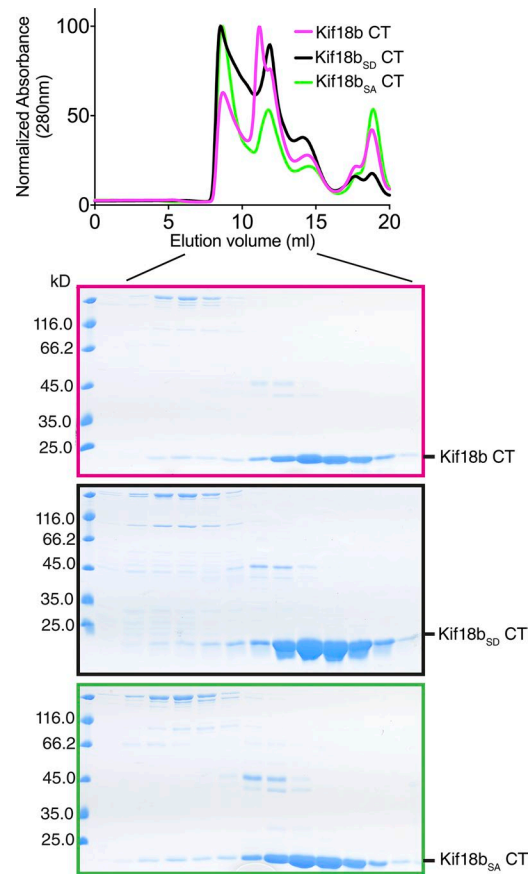 Normalized Absorbance
(280nm)
100
50
0
0 5 10 15 20
Elution volume (ml)
Kif18b CT
Kif18bSD CT
Kif18bSA CT
kD
116.0
66.2
45.0
35.0
25.0
Kif18b CT
116.0
66.2
45.0
35.0
25.0
Kif18bSD CT
116.0
66.2
45.0
35.0
25.0
Kif18bSA CT